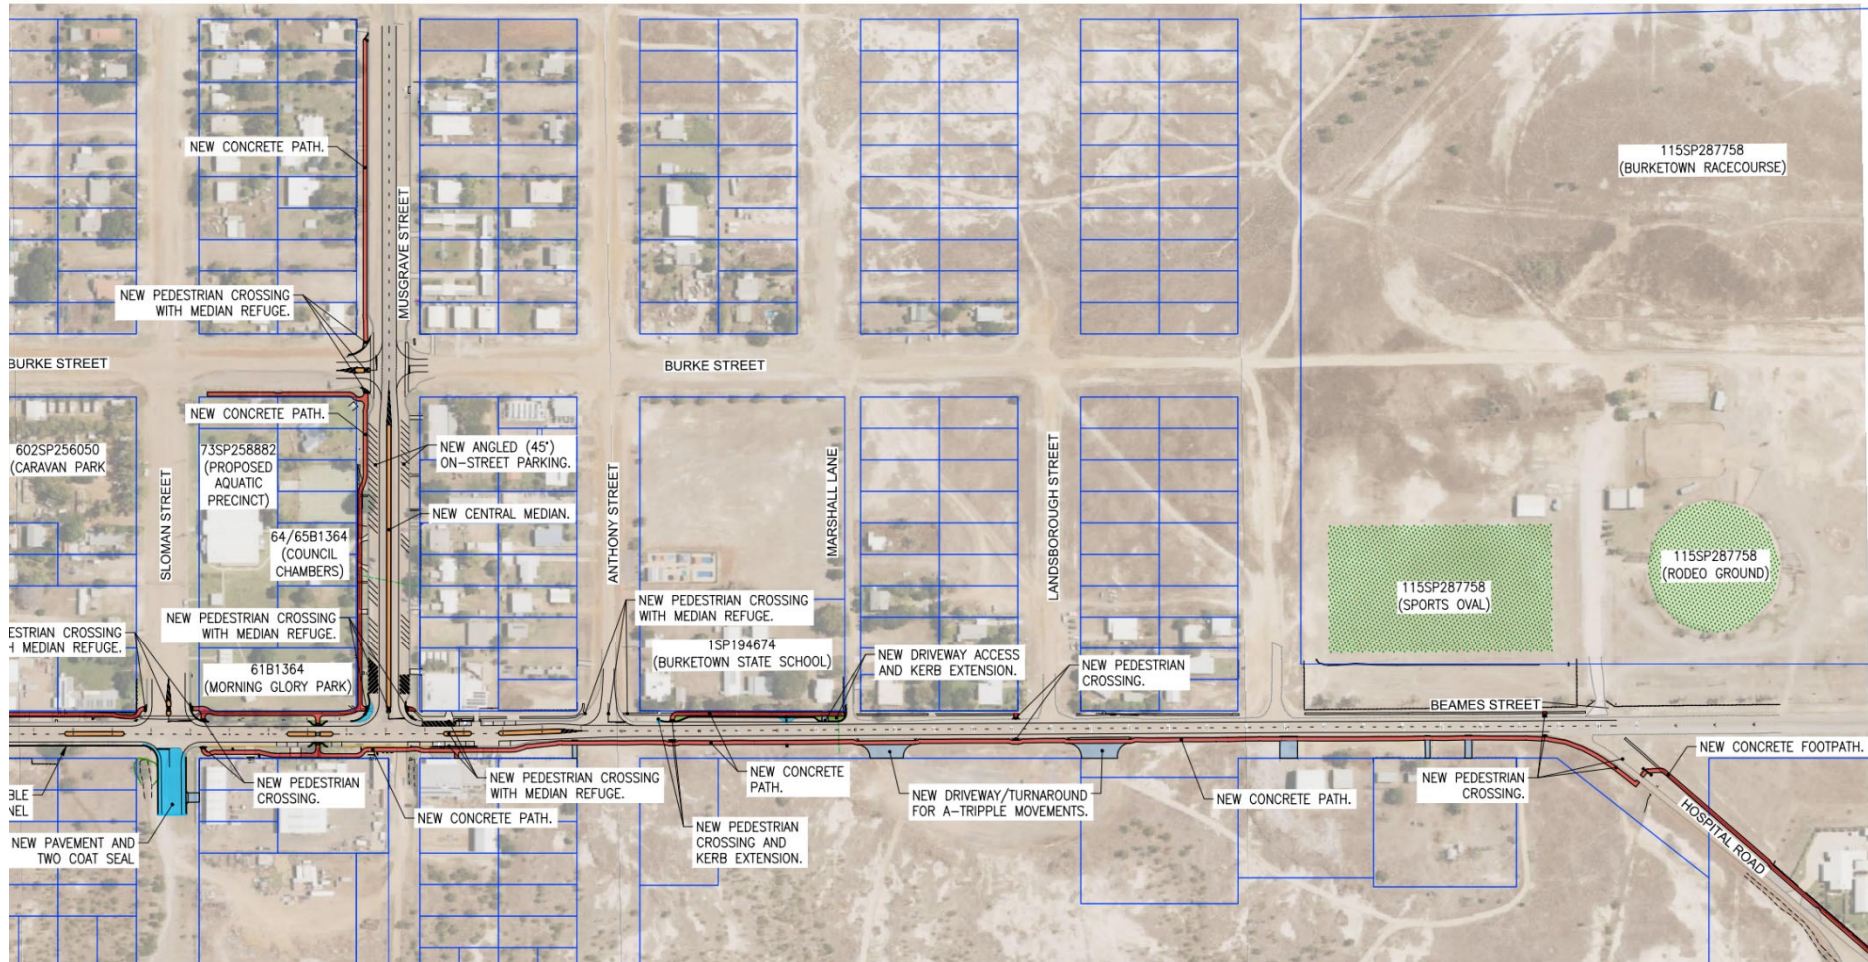 115SP287758
(BURKETOWN RACECOURSE)
NEW CONCRETE PATH.
MUSGRAVE STREET
NEW PEDESTRIAN CROSSING
WITH MEDIAN REFUGE.
BURKE STREET
BURKE STREET
NEW CONCRETE PATH.
602SP256050
(CARAVAN PARK
73SP258882
(PROPOSED
AQUATIC
PRECINCT)
NEW ANGLED (45°)
ON-STREET PARKING.
SLOMAN STREET
NEW CENTRAL MEDIAN.
64/65B1364
(COUNCIL
CHAMBERS)
ANTHONY STREET
MARSHALL LANE
LANDSBOROUGH STREET
115SP287758
(SPORTS OVAL)
115SP287758
(RODEO GROUND)
ESTRIAN CROSSING
H MEDIAN REFUGE.
NEW PEDESTRIAN CROSSING
WITH MEDIAN REFUGE.
61B1364
(MORNING GLORY PARK)
NEW PEDESTRIAN CROSSING
WITH MEDIAN REFUGE.
1SP194674
(BURKETOWN STATE SCHOOL)
NEW DRIVEWAY ACCESS
AND KERB EXTENSION.
NEW PEDESTRIAN
CROSSING.
BEAMES STREET
BLE
NEL
NEW PAVEMENT AND
TWO COAT SEAL
NEW PEDESTRIAN
CROSSING.
NEW CONCRETE PATH.
NEW PEDESTRIAN CROSSING
WITH MEDIAN REFUGE.
NEW CONCRETE
PATH.
NEW PEDESTRIAN
CROSSING AND
KERB EXTENSION.
NEW DRIVEWAY/TURNAROUND
FOR A-TRIPPLE MOVEMENTS.
NEW CONCRETE PATH.
NEW PEDESTRIAN
CROSSING.
NEW CONCRETE FOOTPATH.
HOSPITAL ROAD